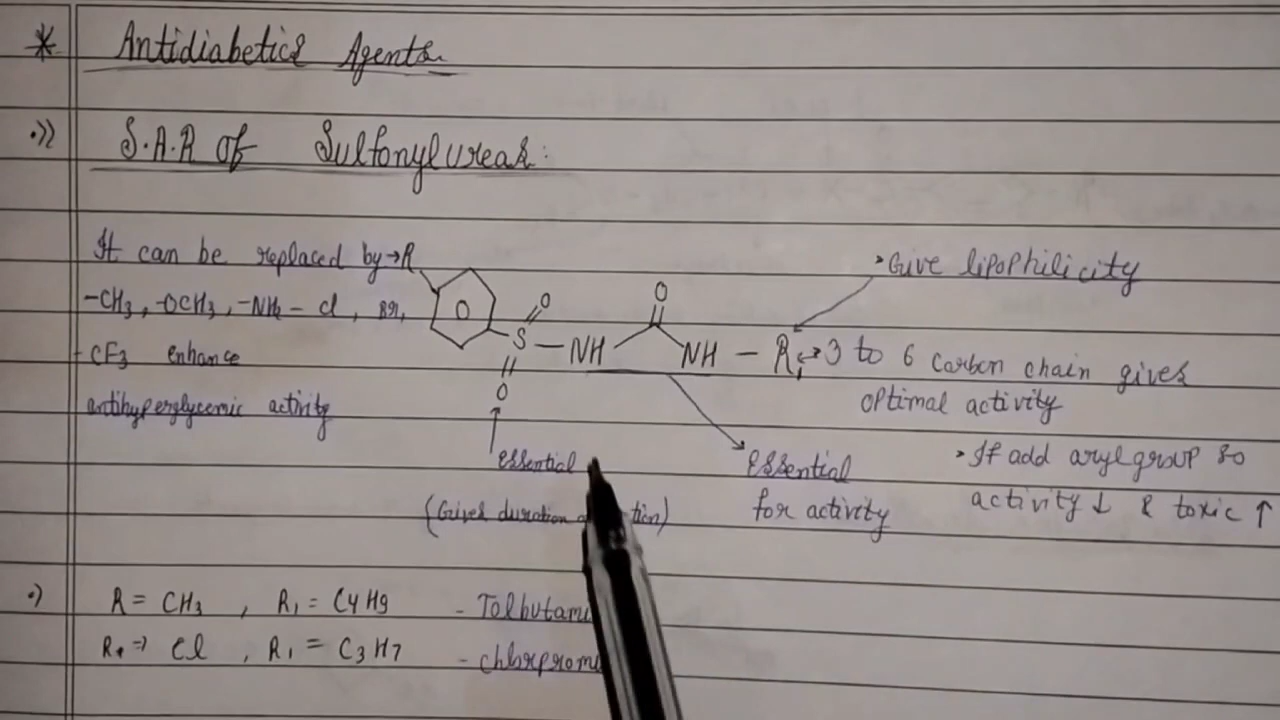 * Antidiabetics Agents
.)) S.A.R of Sulfonylureas:
It can be replaced by → R
-CH3, -OCH3, -NH2 - Cl, Br,
- CF3 enhance
antihyperglycemic activity
O
O
S — NH
O
O
NH — R1
• Give lipophilicity
→ 3 to 6 carbon chain gives
optimal activity
• If add aryl group so
activity ↓ & toxic ↑
Essential
(Gives duration
Essential
for activity
.) R = CH3 , R1 = C4H9 -
R → Cl , R1 = C3H7 -